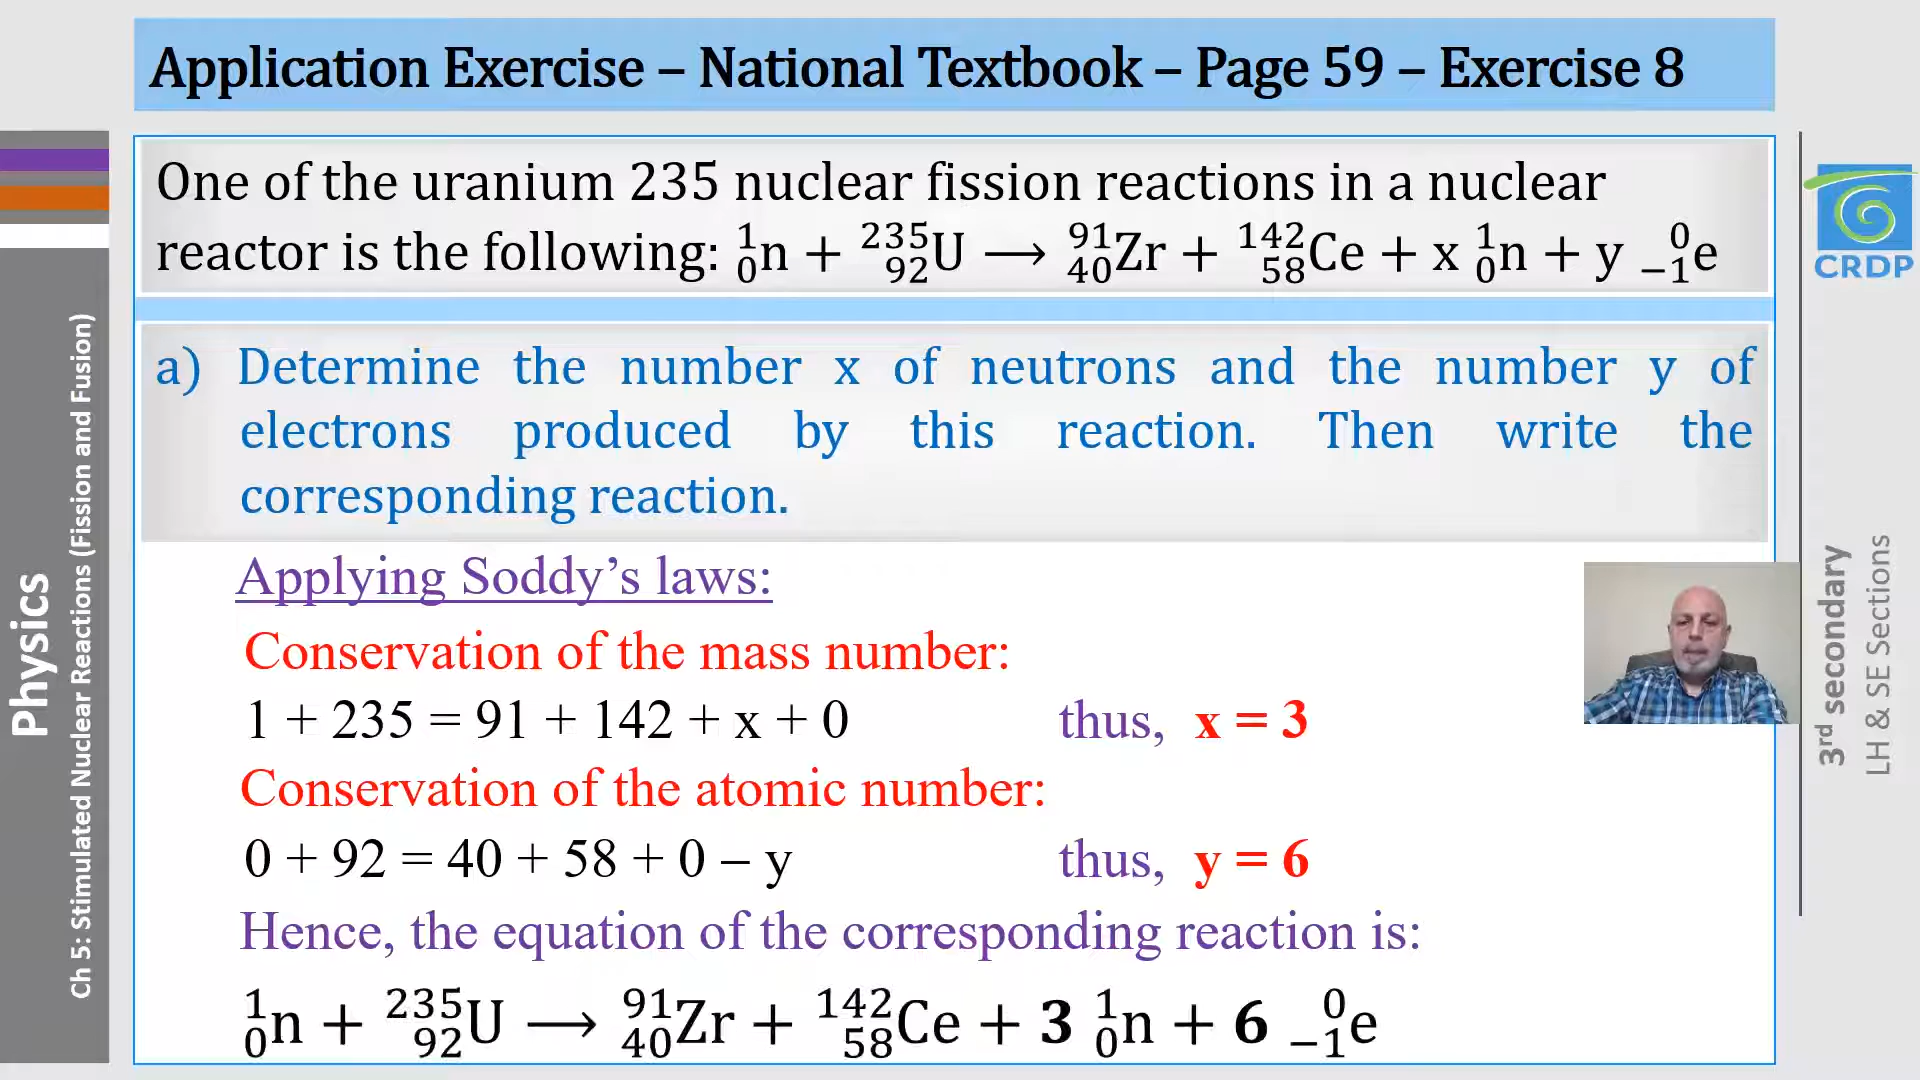 Application Exercise – National Textbook – Page 59 – Exercise 8
One of the uranium 235 nuclear fission reactions in a nuclear
reactor is the following: ¹₀n + ²³⁵₉₂U ⟶ ⁹¹₄₀Zr + ¹⁴²₅₈Ce + x ¹₀n + y ⁰₋₁e
a) Determine the number x of neutrons and the number y of
electrons produced by this reaction. Then write the
corresponding reaction.
Applying Soddy’s laws:
Conservation of the mass number:
1 + 235 = 91 + 142 + x + 0 thus, x = 3
Conservation of the atomic number:
0 + 92 = 40 + 58 + 0 – y thus, y = 6
Hence, the equation of the corresponding reaction is:
¹₀n + ²³⁵₉₂U ⟶ ⁹¹₄₀Zr + ¹⁴²₅₈Ce + 3 ¹₀n + 6 ⁰₋₁e
Physics
Ch 5: Stimulated Nuclear Reactions (Fission and Fusion)
CRDP
3rd secondary
LH & SE Sections